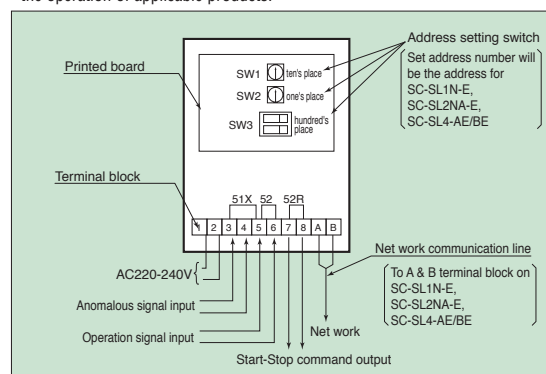 the operation of applicable products.
Address setting switch
Printed board
SW1 ten's place
SW2 one's place
SW3 hundred's place
Set address number will
be the address for
SC-SL1N-E,
SC-SL2NA-E,
SC-SL4-AE/BE
Terminal block
51X 52 52R
1 2 3 4 5 6 7 8 A B
Net work communication line
AC220-240V
To A & B terminal block on
SC-SL1N-E,
SC-SL2NA-E,
SC-SL4-AE/BE
Anomalous signal input
Operation signal input
Net work
Start-Stop command output